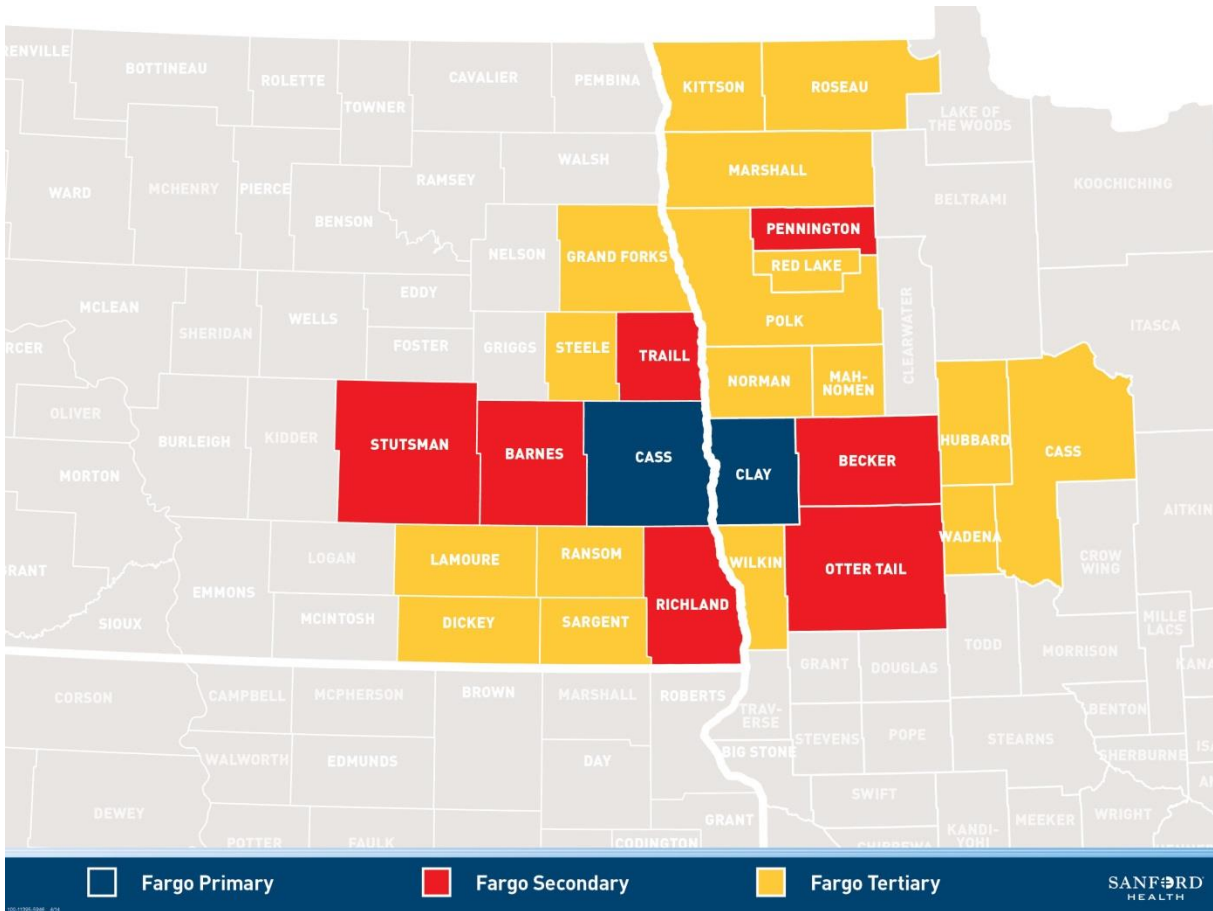 RENVILLE
BOTTINEAU
ROLETTE
TOWNER
CAVALIER
PEMBINA
KITTSON
ROSEAU
LAKE OF
THE WOODS
WARD
MCHENRY
PIERCE
BENSON
RAMSEY
WALSH
MARSHALL
BELTRAMI
KOOCHICHING
NELSON
GRAND FORKS
PENNINGTON
RED LAKE
POLK
CLEARWATER
ITASCA
MCLEAN
SHERIDAN
WELLS
EDDY
FOSTER
GRIGGS
STEELE
TRAILL
NORMAN
MAH-
NOMEN
RCER
OLIVER
BURLEIGH
KIDDER
STUTSMAN
BARNES
CASS
CLAY
BECKER
HUBBARD
CASS
MORTON
AITKIN
GRANT
EMMONS
LOGAN
LAMOURE
RANSOM
RICHLAND
WILKIN
OTTER TAIL
WADENA
CROW
WING
SIOUX
MCINTOSH
DICKEY
SARGENT
MILLE
LACS
TODD
MORRISON
KANA
CORSON
CAMPBELL
MCPHERSON
BROWN
MARSHALL
ROBERTS
TRAV-
ERSE
GRANT
DOUGLAS
BENTON
WALWORTH
EDMUNDS
DAY
BIG STONE
STEVENS
POPE
STEARNS
SHERBURNE
ISA
DEWEY
POTTER
FAULK
CODINGTON
GRANT
SWIFT
CHIPPEWA
KANDI-
YOHI
MEEKER
WRIGHT
AN
Fargo Primary
Fargo Secondary
Fargo Tertiary
SANFORD
HEALTH